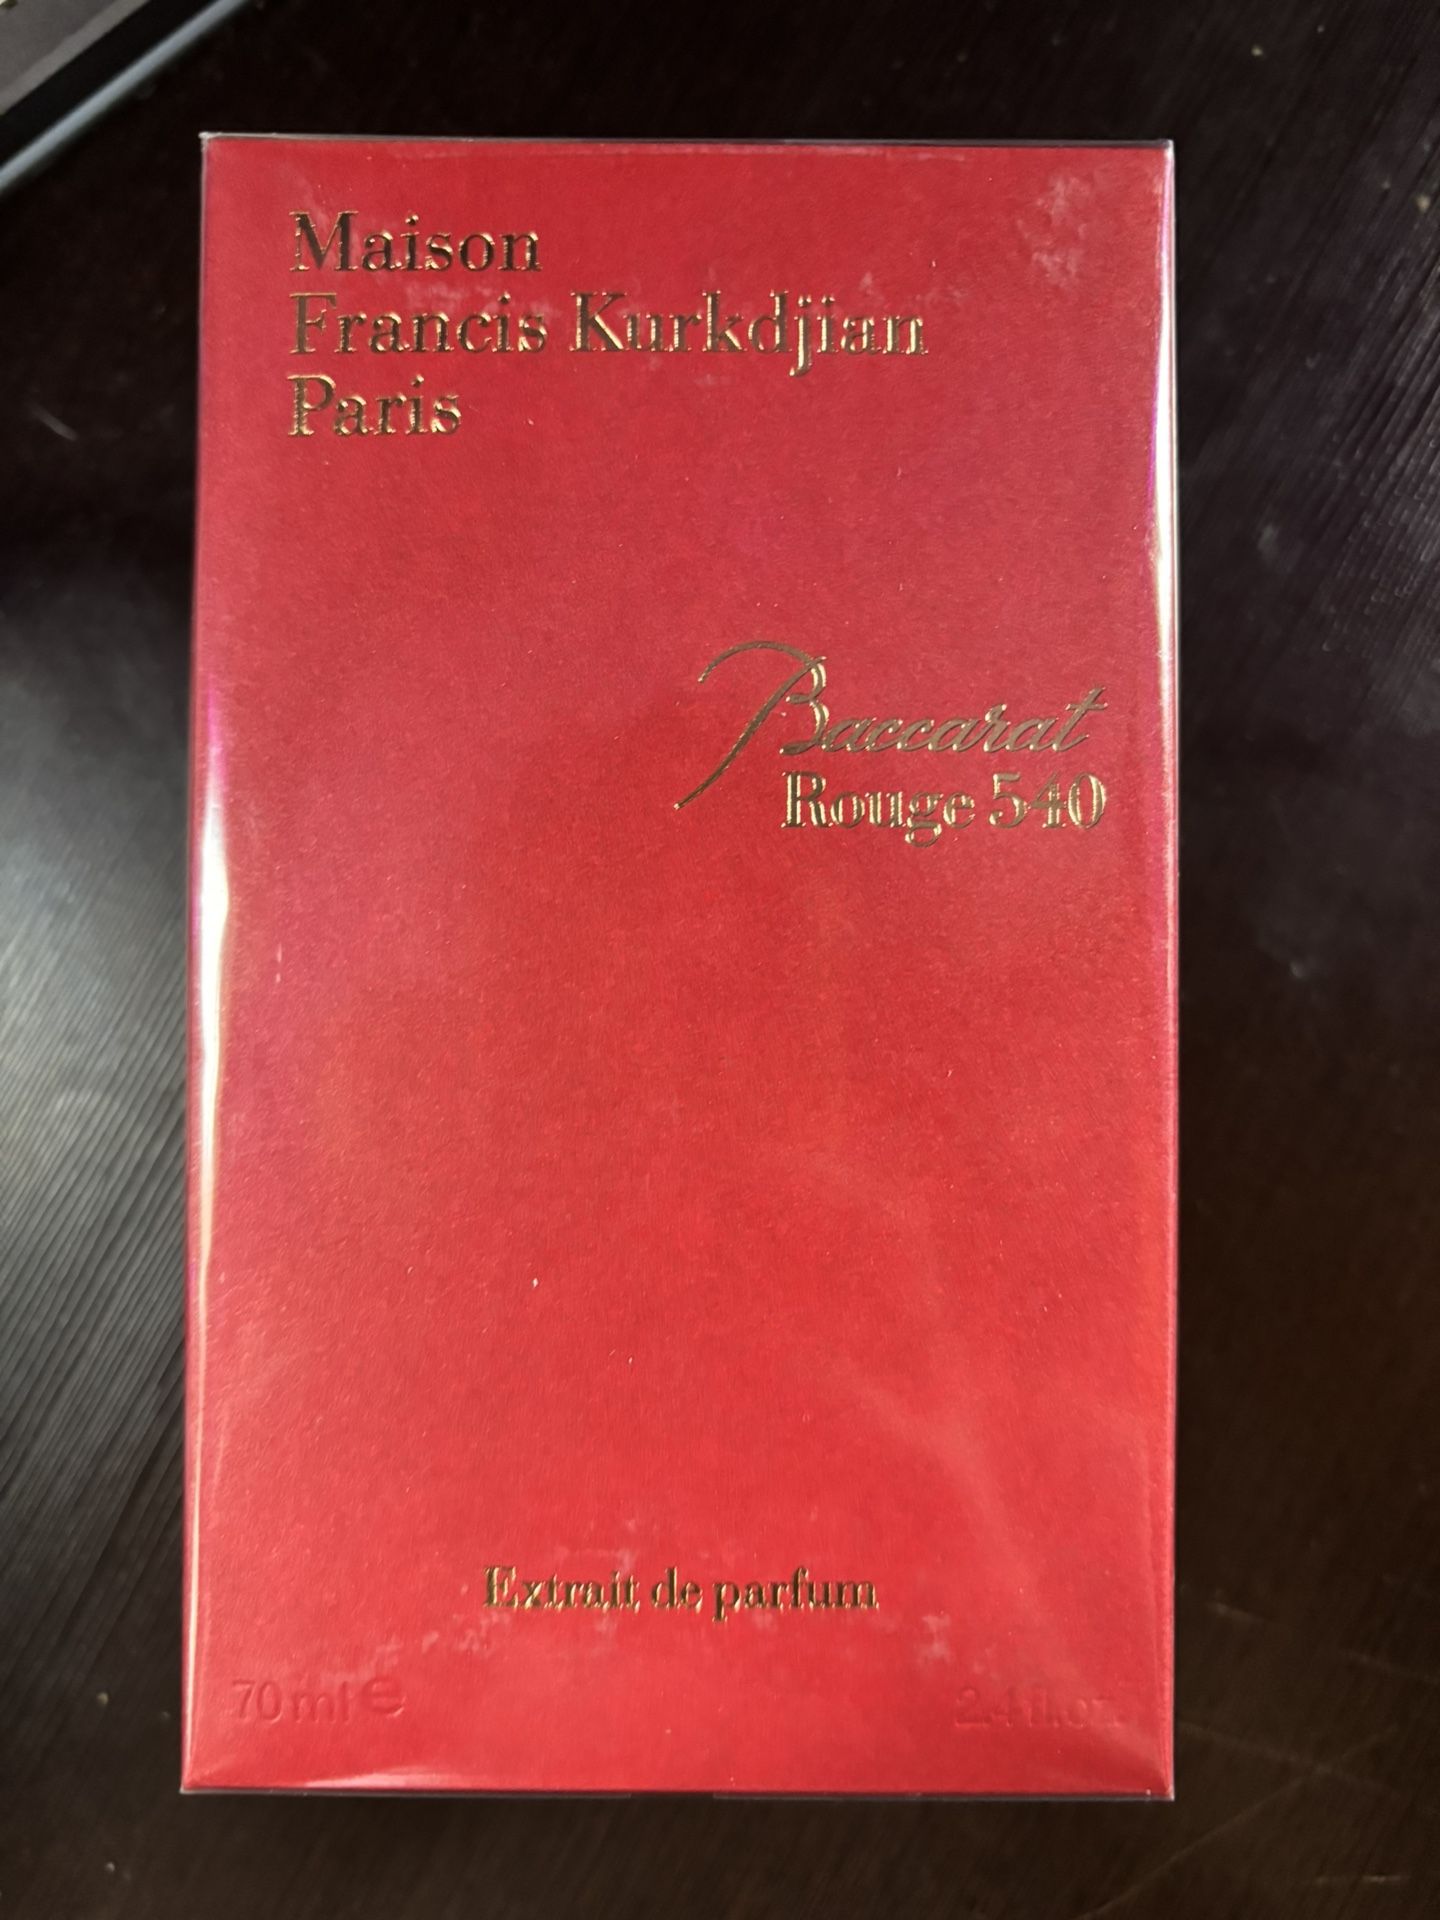 Maison
Francis Kurkdjian
Paris
Baccarat
Rouge 540
Extrait de parfum
70 ml ℮
2.4 fl.oz.